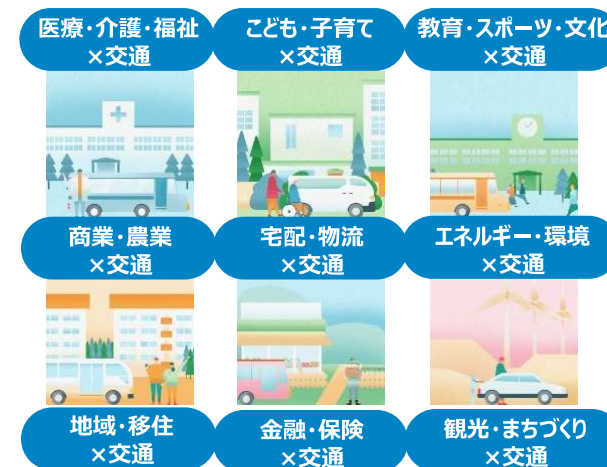 医療・介護・福祉
×交通
こども・子育て
×交通
教育・スポーツ・文化
×交通
商業・農業
×交通
宅配・物流
×交通
エネルギー・環境
×交通
地域・移住
×交通
金融・保険
×交通
観光・まちづくり
×交通